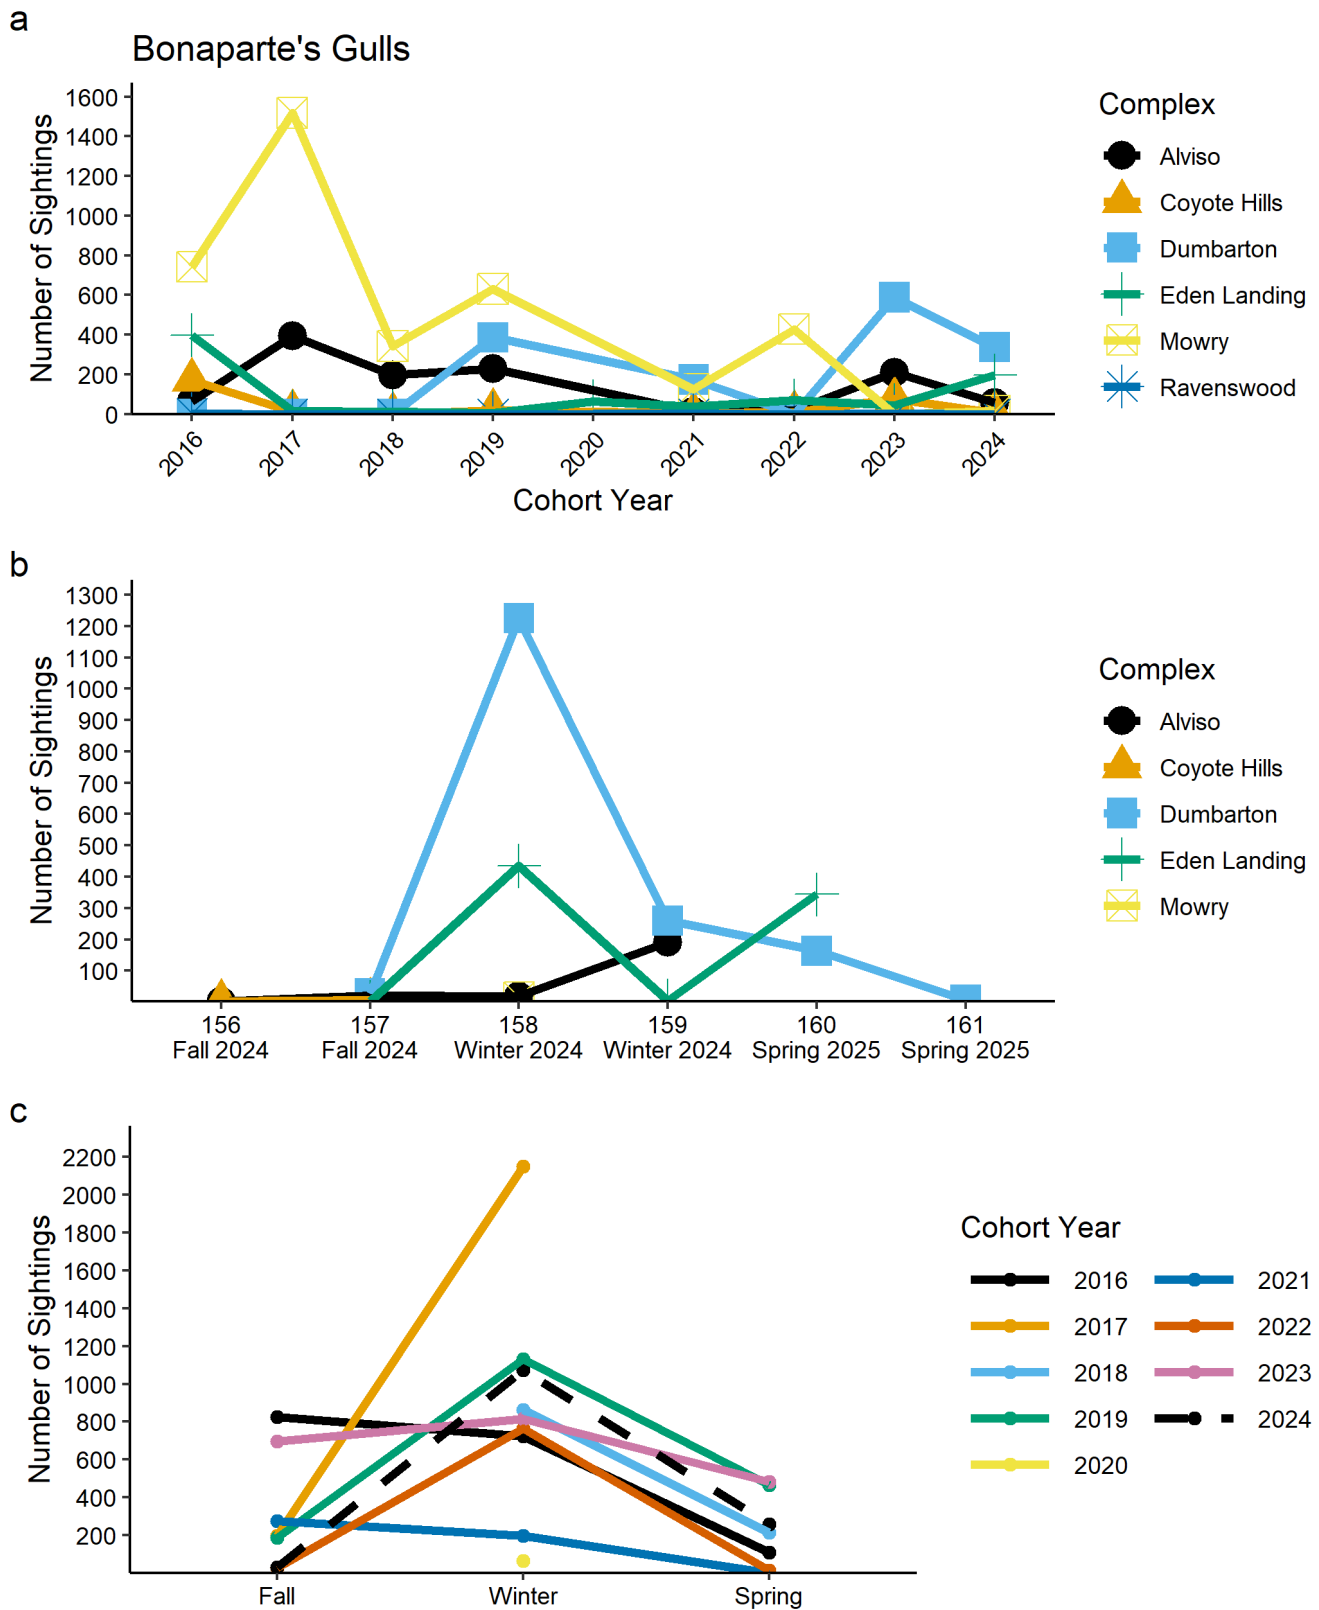 a
Bonaparte's Gulls
Number of Sightings
1600
1400
1200
1000
800
600
400
200
0
2016
2017
2018
2019
2020
2021
2022
2023
2024
Cohort Year
Complex
Alviso
Coyote Hills
Dumbarton
Eden Landing
Mowry
Ravenswood
b
Number of Sightings
1300
1200
1100
1000
900
800
700
600
500
400
300
200
100
156
Fall 2024
157
Fall 2024
158
Winter 2024
159
Winter 2024
160
Spring 2025
161
Spring 2025
Complex
Alviso
Coyote Hills
Dumbarton
Eden Landing
Mowry
c
Number of Sightings
2200
2000
1800
1600
1400
1200
1000
800
600
400
200
Fall
Winter
Spring
Cohort Year
2016
2017
2018
2019
2020
2021
2022
2023
2024